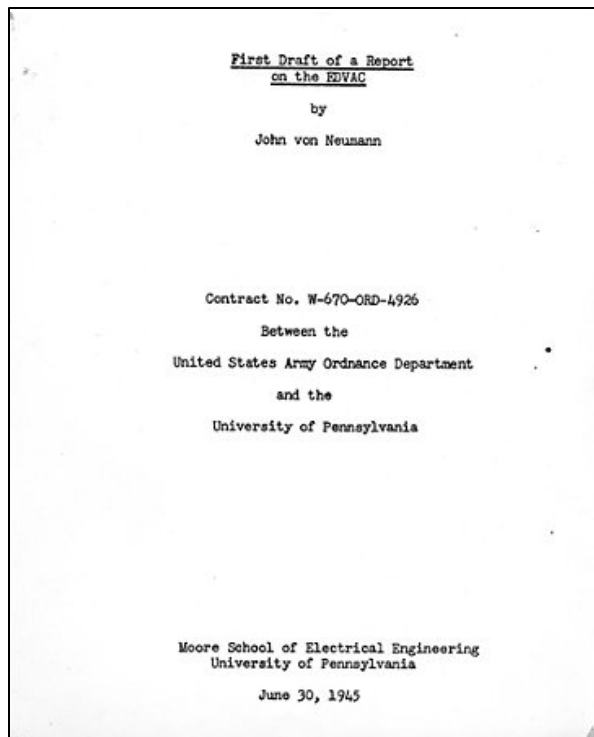 First Draft of a Report
on the EDVAC
by
John von Neumann
Contract No. W-670-ORD-4926
Between the
United States Army Ordnance Department
and the
University of Pennsylvania
Moore School of Electrical Engineering
University of Pennsylvania
June 30, 1945